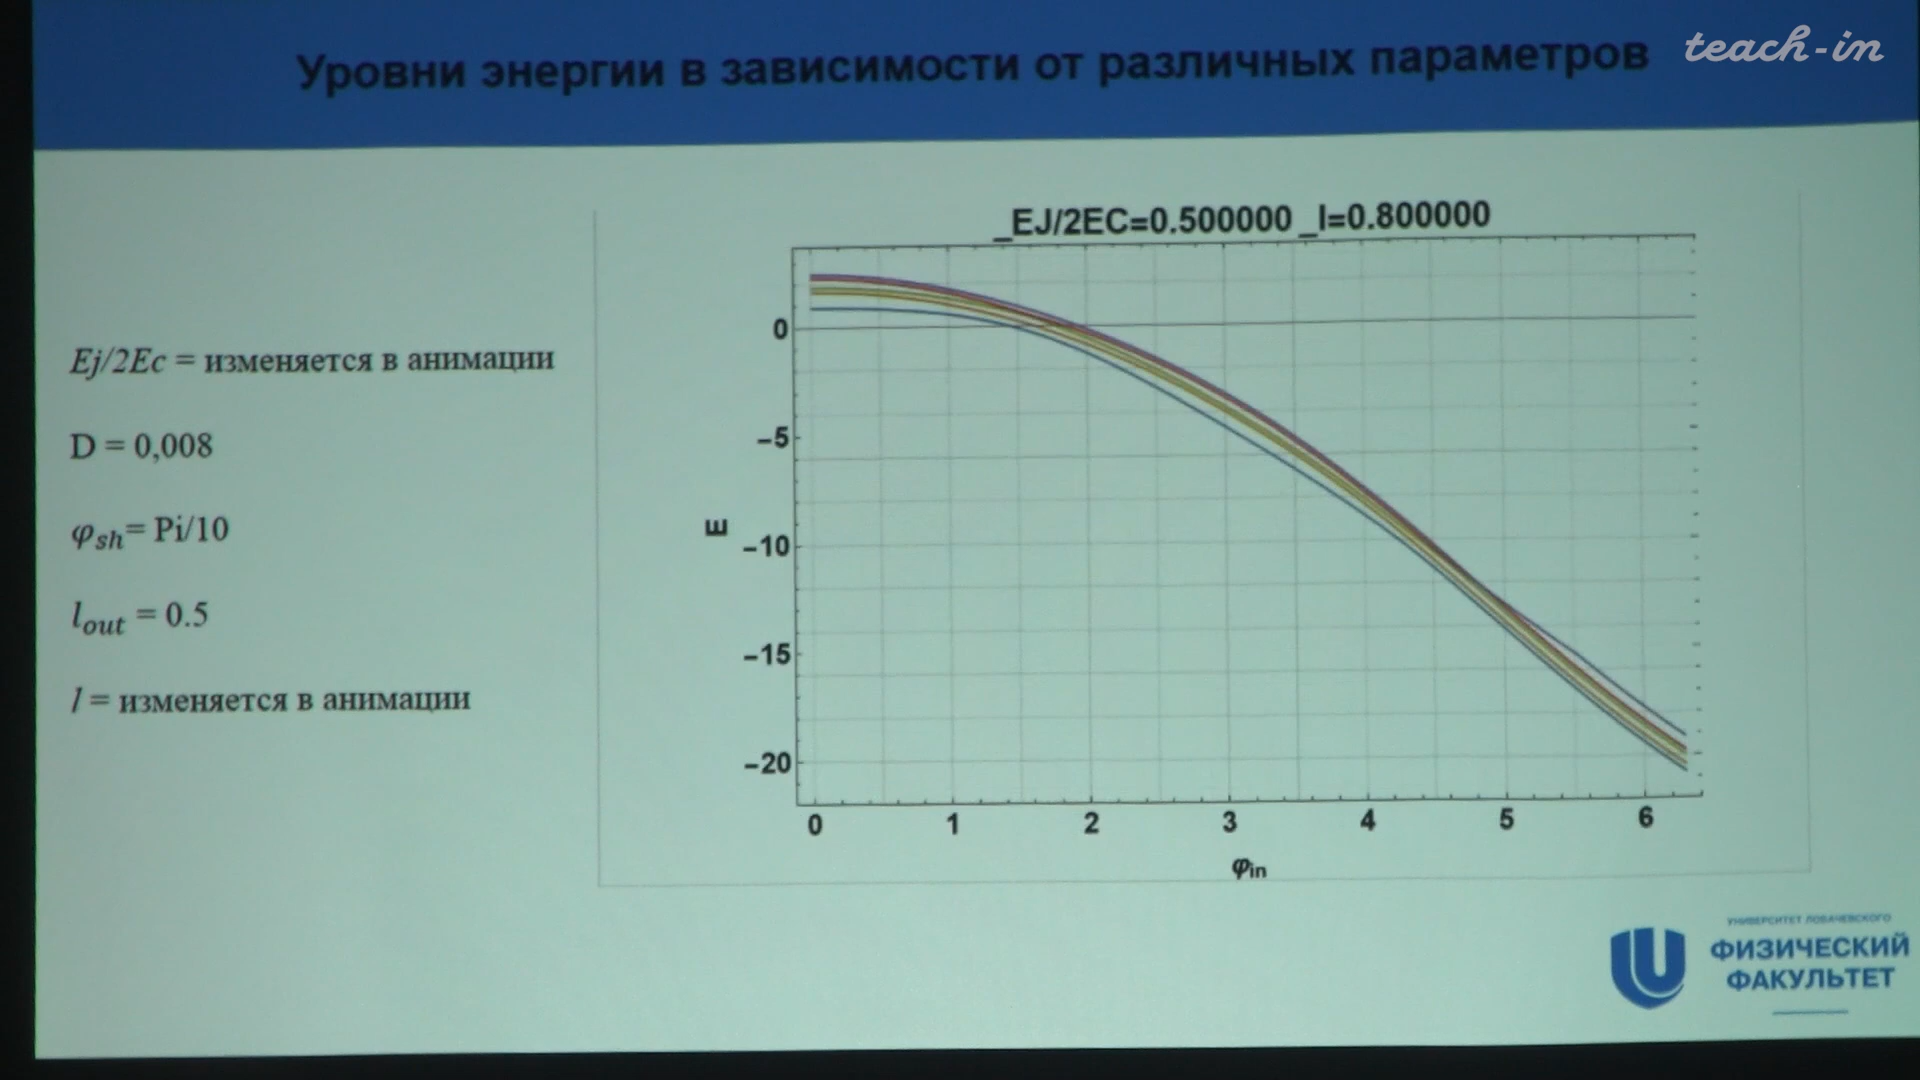 Уровни энергии в зависимости от различных параметров
teach-in
_EJ/2EC=0.500000 _l=0.800000
Ej/2Ec = изменяется в анимации
D = 0,008
φsh= Pi/10
lout = 0.5
l = изменяется в анимации
E
0
−5
−10
−15
−20
0 1 2 3 4 5 6
φin
УНИВЕРСИТЕТ ЛОБАЧЕВСКОГО
ФИЗИЧЕСКИЙ
ФАКУЛЬТЕТ